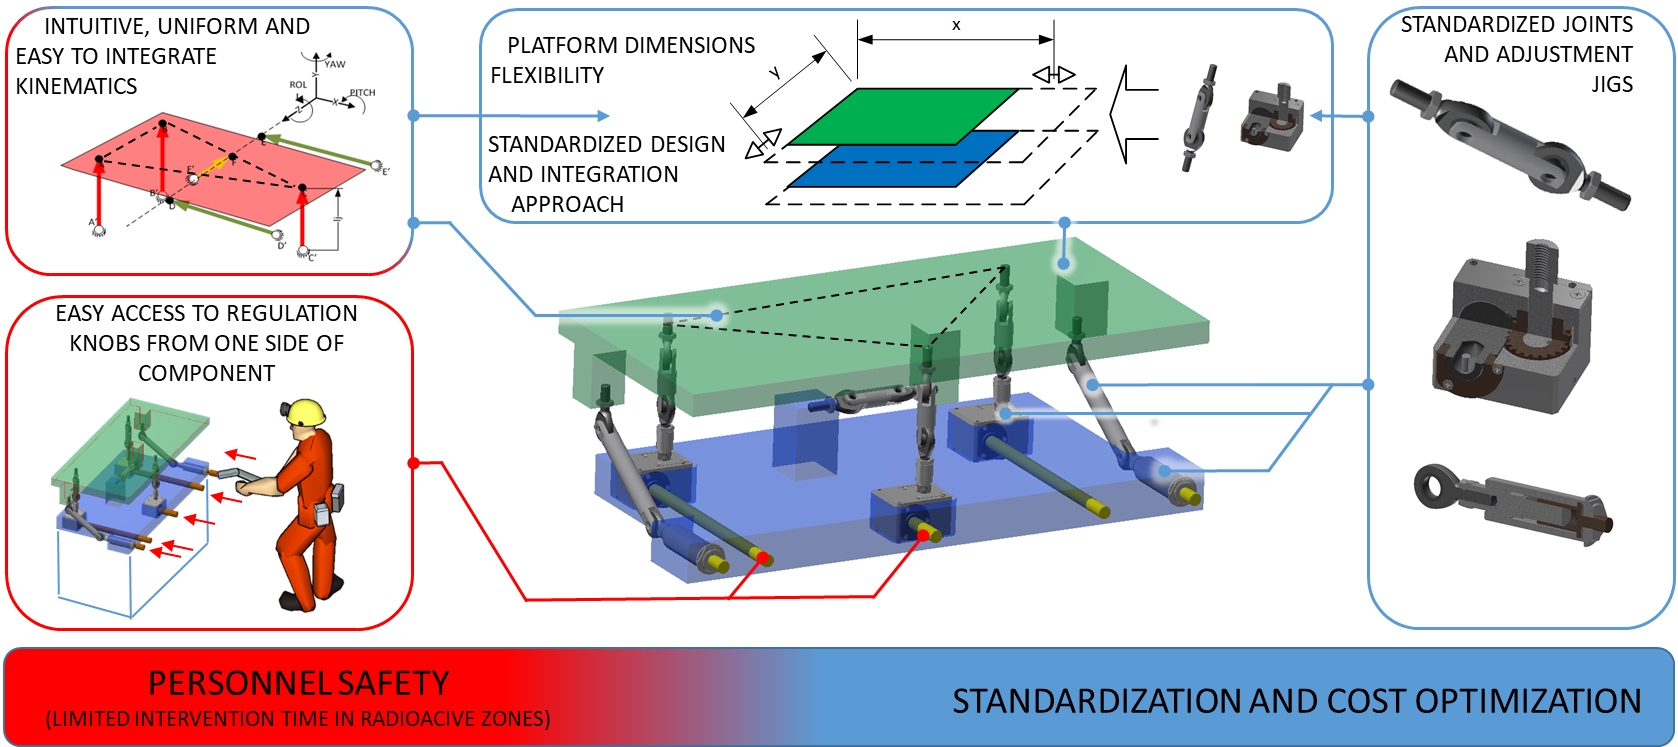 INTUITIVE, UNIFORM AND
EASY TO INTEGRATE
KINEMATICS
YAW
Y
ROL
PITCH
Z
X
E
F
F'
E'
B'
D
A'
D'
C'
PLATFORM DIMENSIONS
FLEXIBILITY
x
y
STANDARDIZED DESIGN
AND INTEGRATION
APPROACH
STANDARDIZED JOINTS
AND ADJUSTMENT
JIGS
EASY ACCESS TO REGULATION
KNOBS FROM ONE SIDE OF
COMPONENT
PERSONNEL SAFETY
(LIMITED INTERVENTION TIME IN RADIOACIVE ZONES)
STANDARDIZATION AND COST OPTIMIZATION